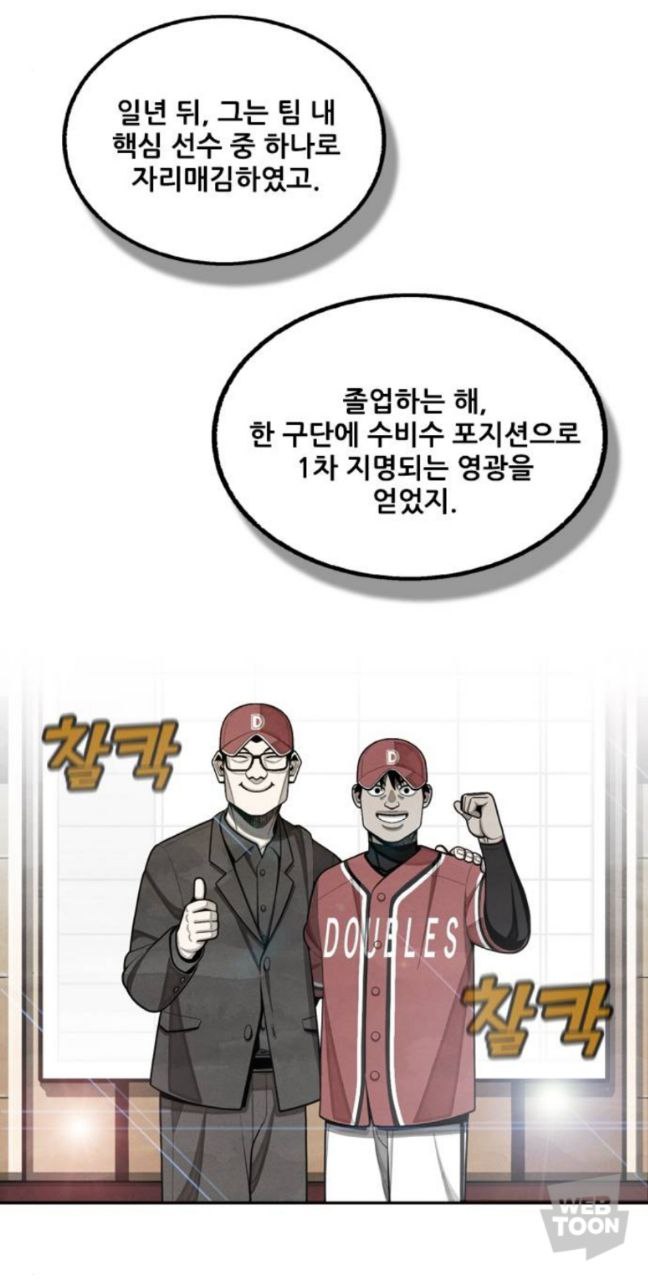 일년 뒤, 그는 팀 내
핵심 선수 중 하나로
자리매김하였고.
졸업하는 해,
한 구단에 수비수 포지션으로
1차 지명되는 영광을
얻었지.
찰칵
D
D
DOUBLES
찰칵
WEB
TOON